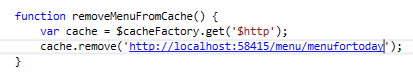 function removeMenuFromCache() {
var cache = $cacheFactory.get('$http');
cache.remove('http://localhost:58415/menu/menufortoday');
}